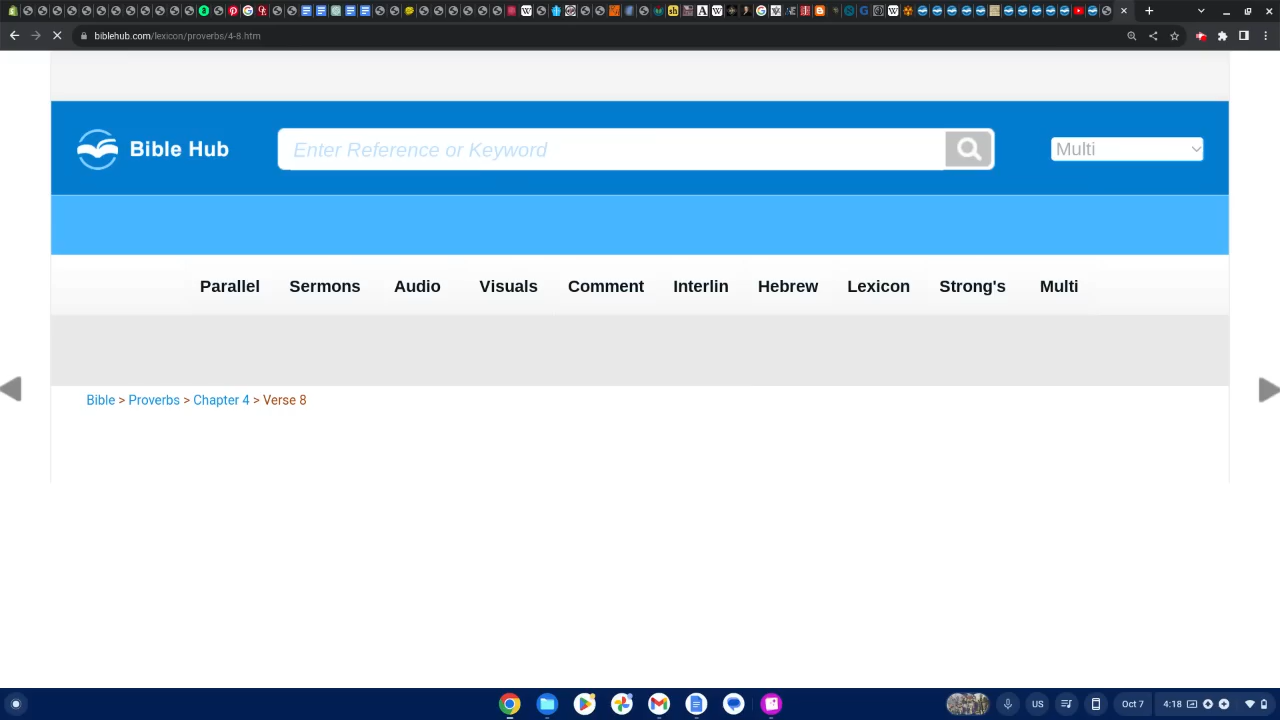 biblehub.com/lexicon/proverbs/4-8.htm
Bible Hub
Enter Reference or Keyword
Multi
Parallel Sermons Audio Visuals Comment Interlin Hebrew Lexicon Strong's Multi
Bible > Proverbs > Chapter 4 > Verse 8
US Oct 7 4:18